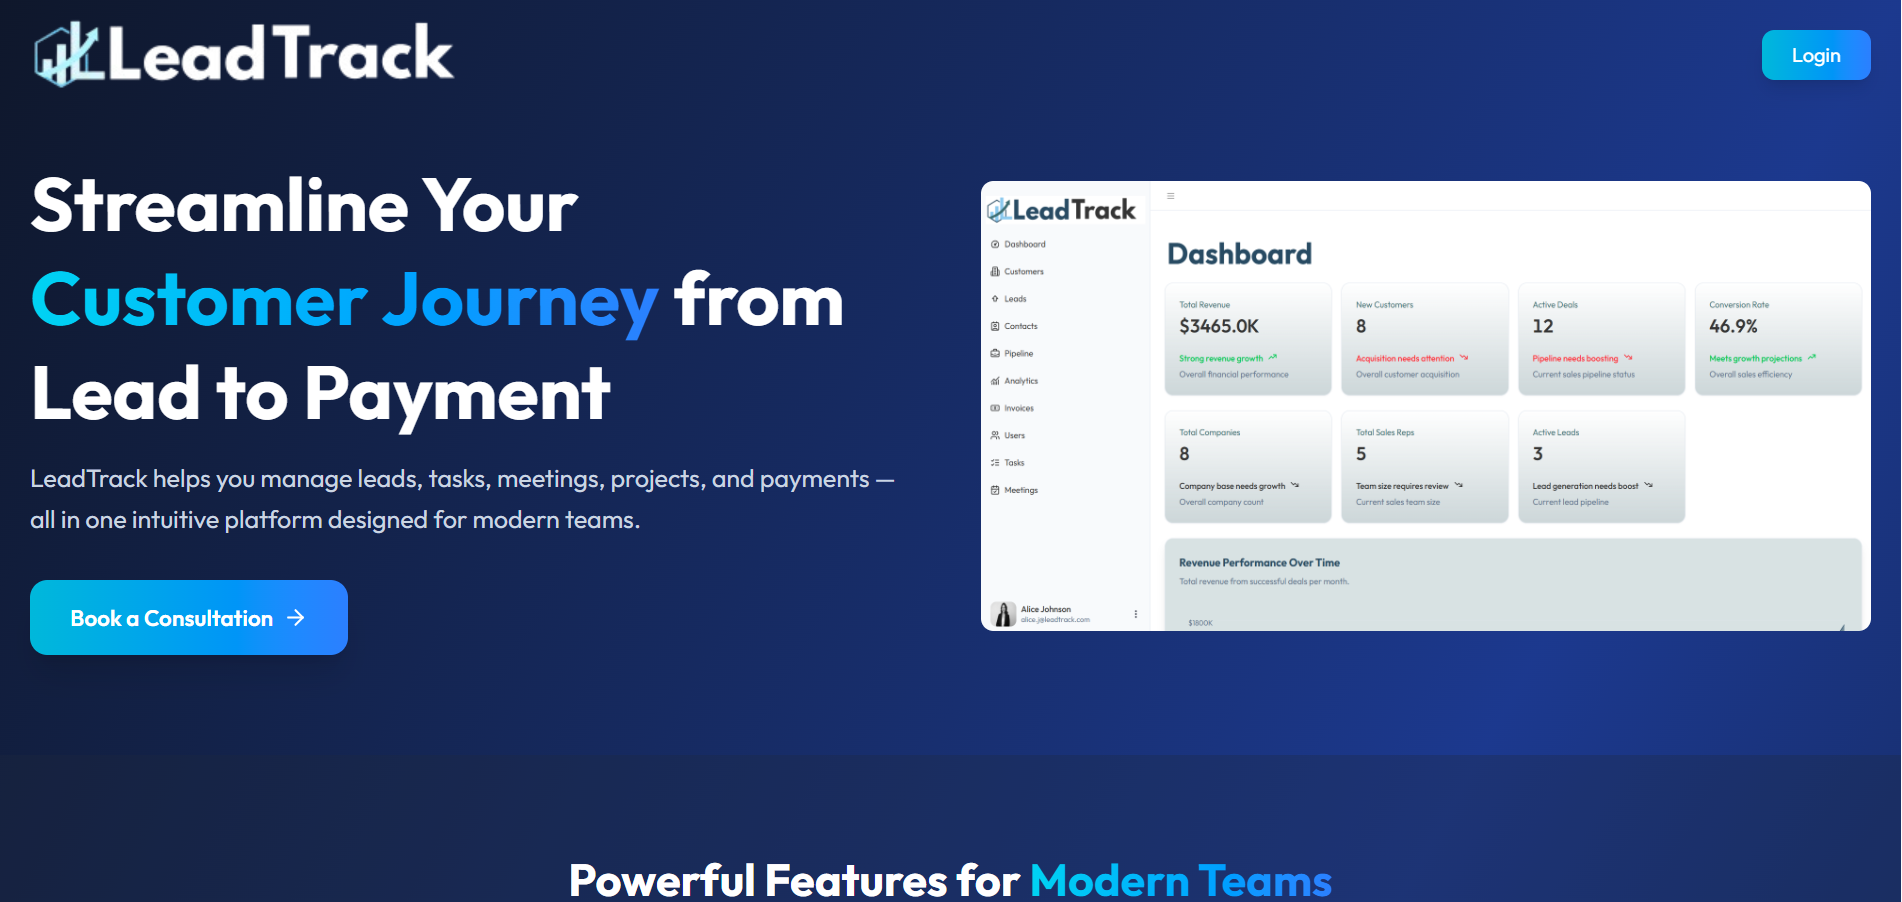 LeadTrack
Login
Streamline Your
Customer Journey from
Lead to Payment
LeadTrack helps you manage leads, tasks, meetings, projects, and payments —
all in one intuitive platform designed for modern teams.
Book a Consultation
LeadTrack
Dashboard
Customers
Leads
Contacts
Pipeline
Analytics
Invoices
Users
Tasks
Meetings
Alice Johnson
alice.j@leadtrack.com
Dashboard
Total Revenue
$3465.0K
Strong revenue growth
Overall financial performance
New Customers
8
Acquisition needs attention
Overall customer acquisition
Active Deals
12
Pipeline needs boosting
Current sales pipeline status
Conversion Rate
46.9%
Meets growth projections
Overall sales efficiency
Total Companies
8
Company base needs growth
Overall company count
Total Sales Reps
5
Team size requires review
Current sales team size
Active Leads
3
Lead generation needs boost
Current lead pipeline
Revenue Performance Over Time
Total revenue from successful deals per month.
$1800K
Powerful Features for Modern Teams